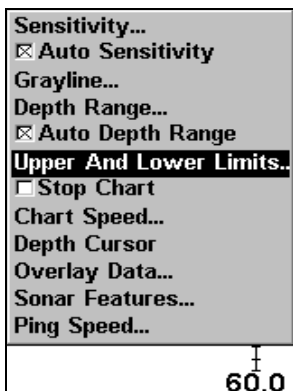 Sensitivity...
Auto Sensitivity
Grayline...
Depth Range...
Auto Depth Range
Upper And Lower Limits..
Stop Chart
Chart Speed...
Depth Cursor
Overlay Data...
Sonar Features...
Ping Speed...
60.0